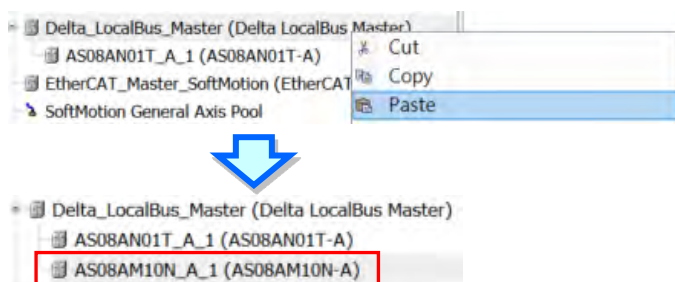 Delta_LocalBus_Master (Delta LocalBus Master)
AS08AN01T_A_1 (AS08AN01T-A)
EtherCAT_Master_SoftMotion (EtherCAT
SoftMotion General Axis Pool
Cut
Copy
Paste
Delta_LocalBus_Master (Delta LocalBus Master)
AS08AN01T_A_1 (AS08AN01T-A)
AS08AM10N_A_1 (AS08AM10N-A)